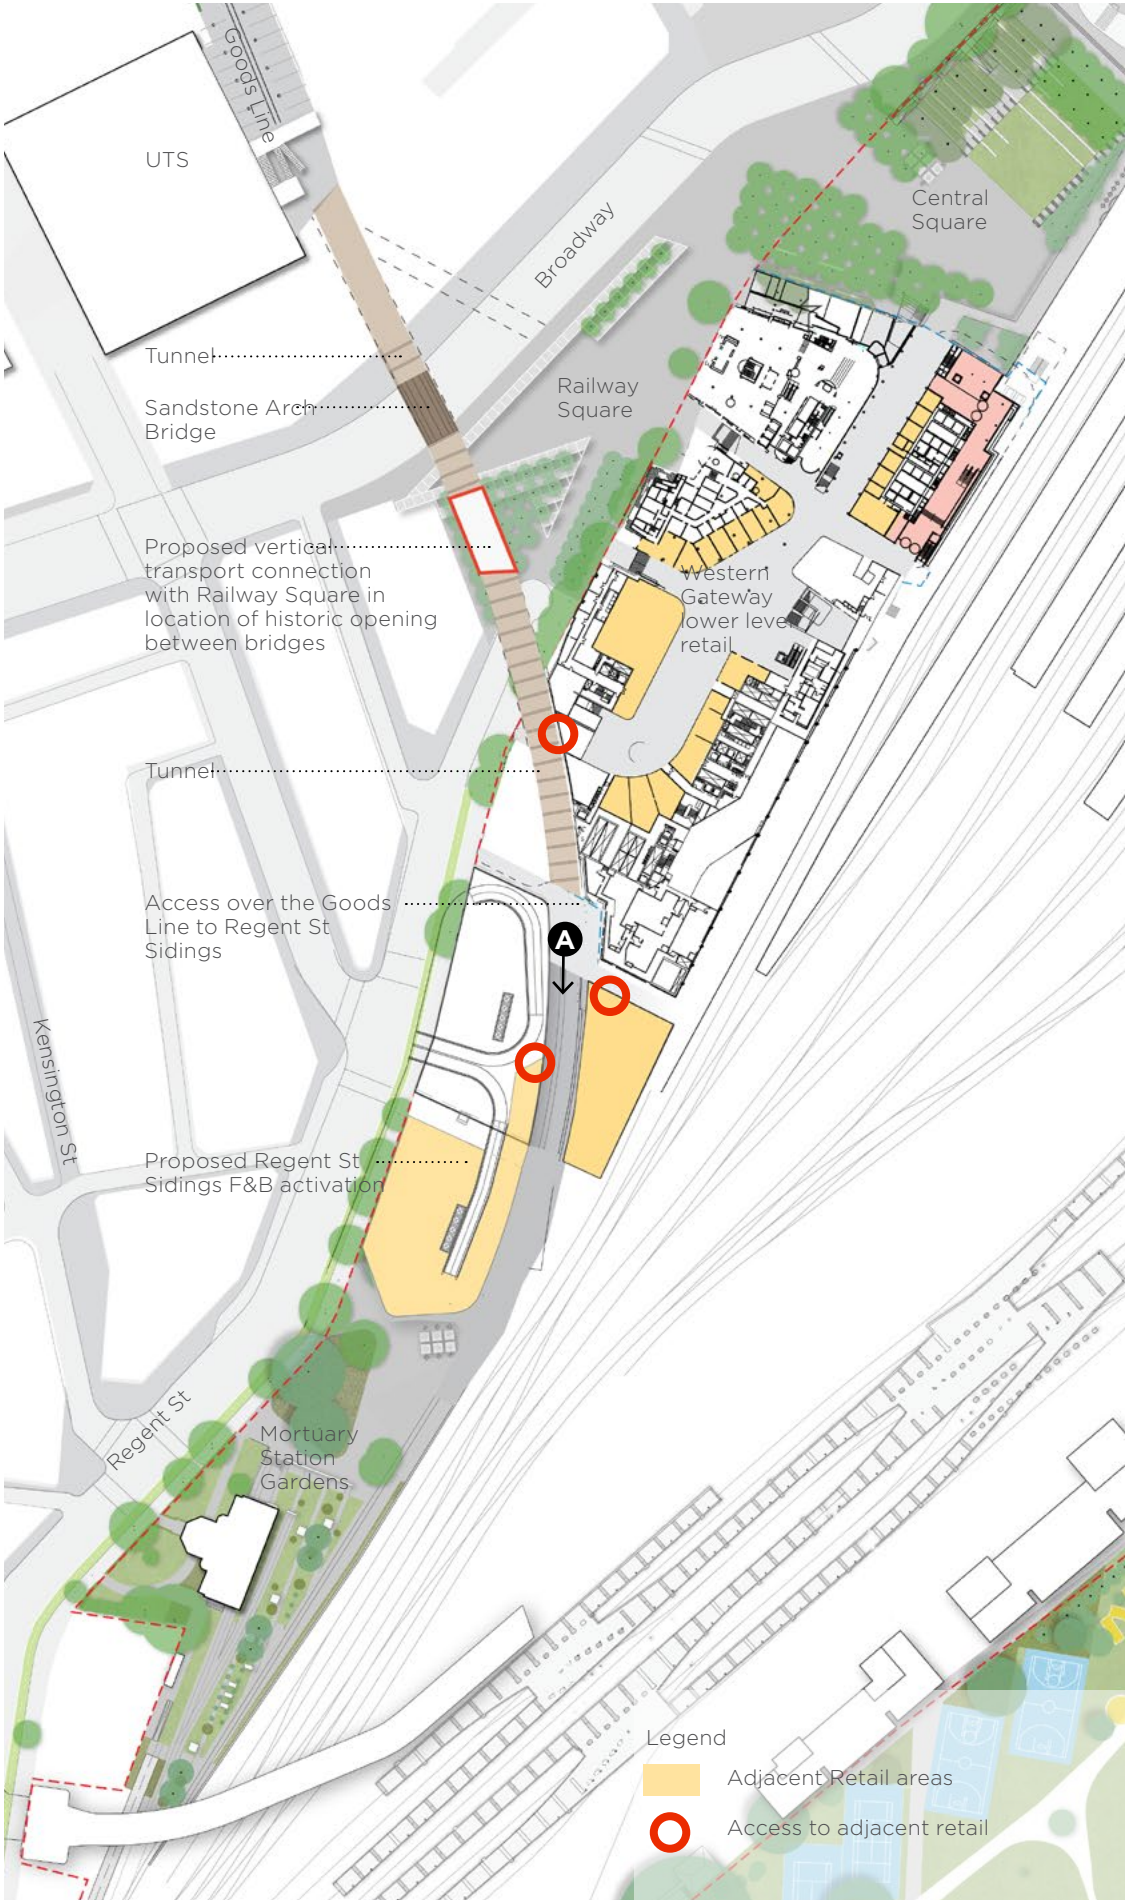 Goods Line
UTS
Central
Square
Broadway
Tunnel
Sandstone Arch
Bridge
Railway
Square
Proposed vertical
transport connection
with Railway Square in
location of historic opening
between bridges
Western
Gateway
lower level
retail
Tunnel
Access over the Goods
Line to Regent St
Sidings
A
Kensington St
Proposed Regent St
Sidings F&B activation
Regent St
Mortuary
Station
Gardens
Legend
Adjacent Retail areas
Access to adjacent retail